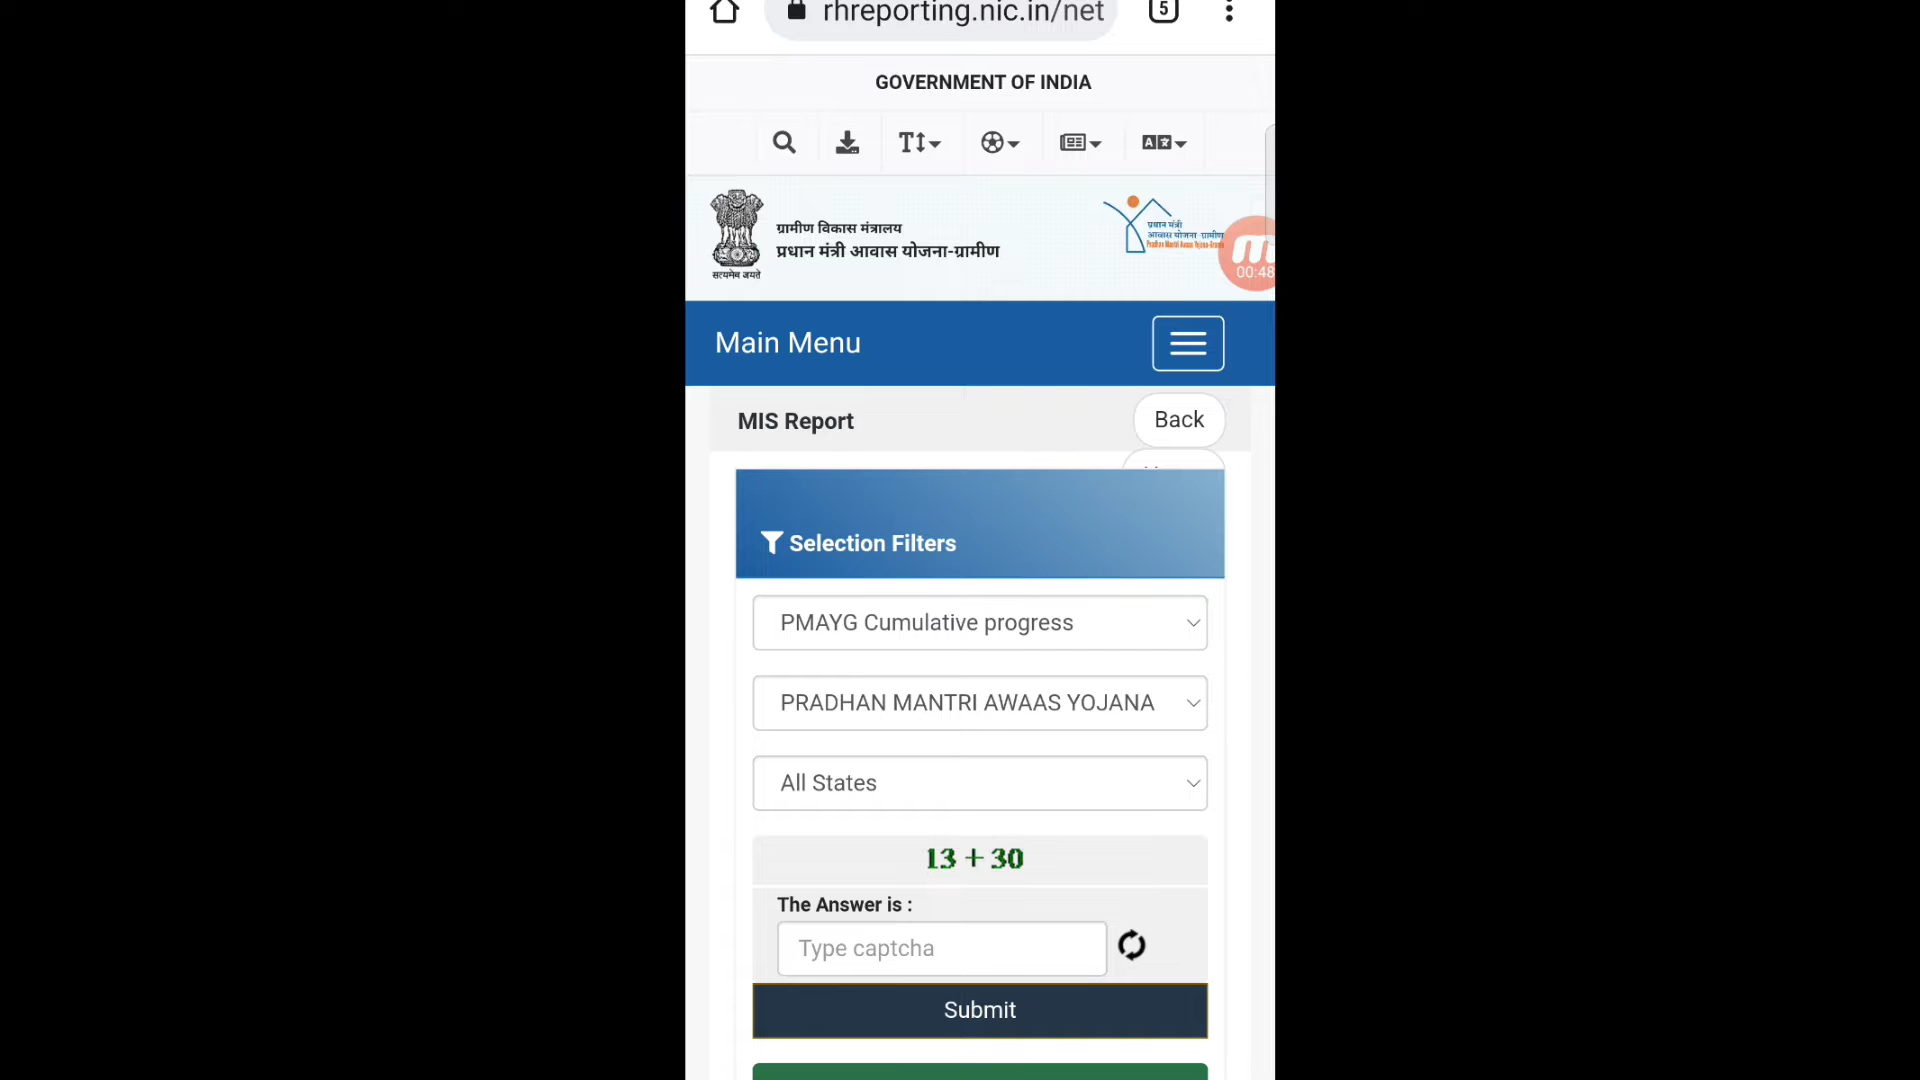 rhreporting.nic.in/net
5
GOVERNMENT OF INDIA
सत्यमेव जयते
ग्रामीण विकास मंत्रालय
प्रधान मंत्री आवास योजना-ग्रामीण
प्रधान मंत्री
आवास योजना-ग्रामीण
00:48
Main Menu
MIS Report
Back
Selection Filters
PMAYG Cumulative progress
PRADHAN MANTRI AWAAS YOJANA
All States
13 + 30
The Answer is :
Type captcha
Submit